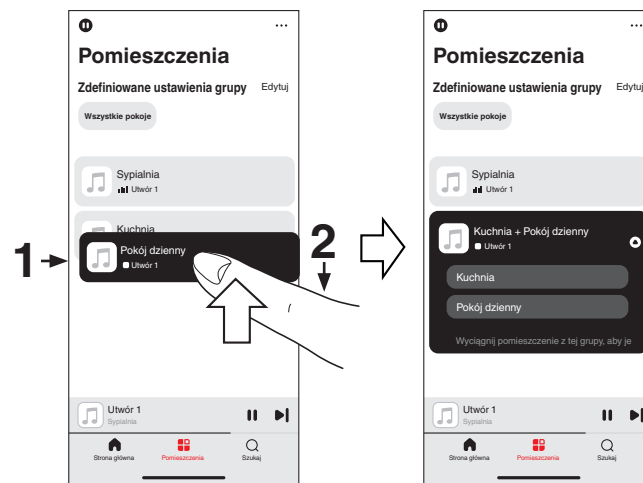 Pomieszczenia
Zdefiniowane ustawienia grupy Edytuj
Wszystkie pokoje
Sypialnia
Utwór 1
Kuchnia
Pokój dzienny
Utwór 1
1
2
Utwór 1
Sypialnia
Strona główna Pomieszczenia Szukaj
Pomieszczenia
Zdefiniowane ustawienia grupy Edytuj
Wszystkie pokoje
Sypialnia
Utwór 1
Kuchnia + Pokój dzienny
Utwór 1
Kuchnia
Pokój dzienny
Wyciągnij pomieszczenie z tej grupy, aby je
Utwór 1
Sypialnia
Strona główna Pomieszczenia Szukaj